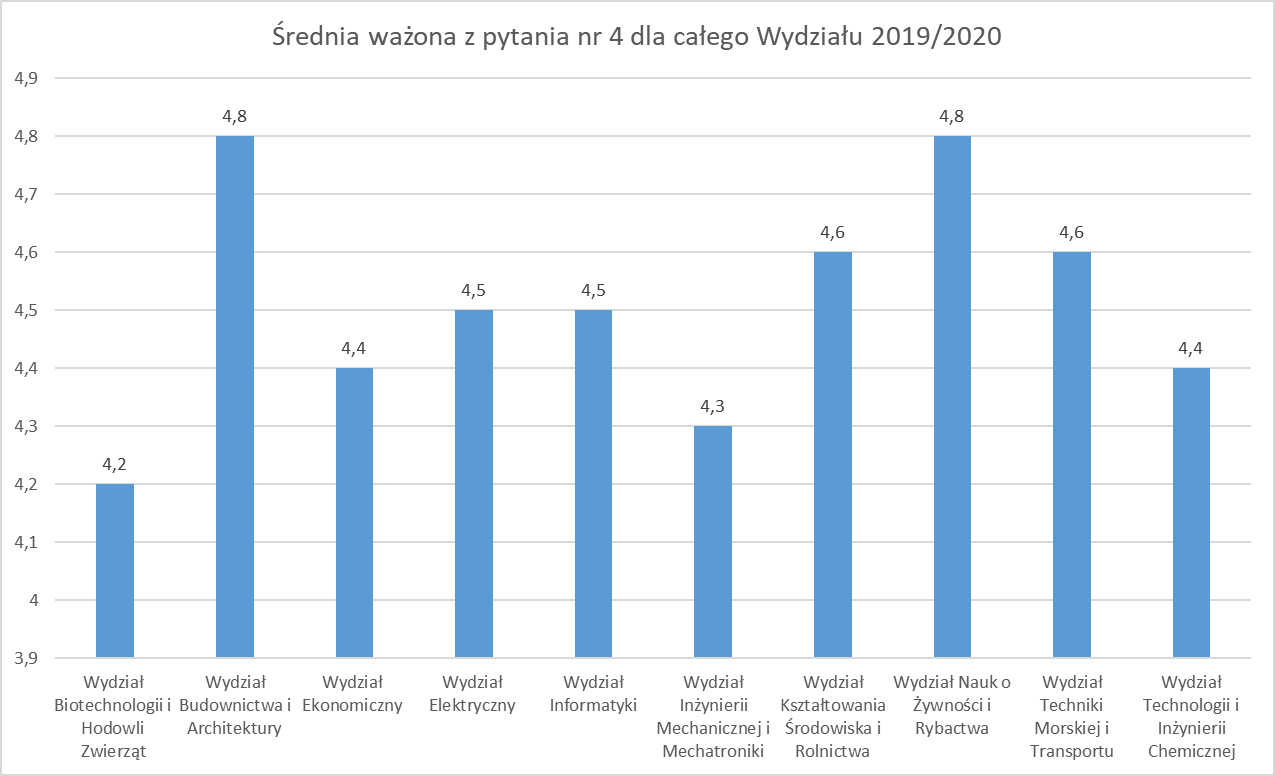 Średnia ważona z pytania nr 4 dla całego Wydziału 2019/2020
4,9
4,8
4,7
4,6
4,5
4,4
4,3
4,2
4,1
4
3,9
4,2
4,8
4,4
4,5
4,5
4,3
4,6
4,8
4,6
4,4
Wydział
Biotechnologii i
Hodowli
Zwierząt
Wydział
Budownictwa i
Architektury
Wydział
Ekonomiczny
Wydział
Elektryczny
Wydział
Informatyki
Wydział
Inżynierii
Mechanicznej i
Mechatroniki
Wydział
Kształtowania
Środowiska i
Rolnictwa
Wydział Nauk o
Żywności i
Rybactwa
Wydział
Techniki
Morskiej i
Transportu
Wydział
Technologii i
Inżynierii
Chemicznej